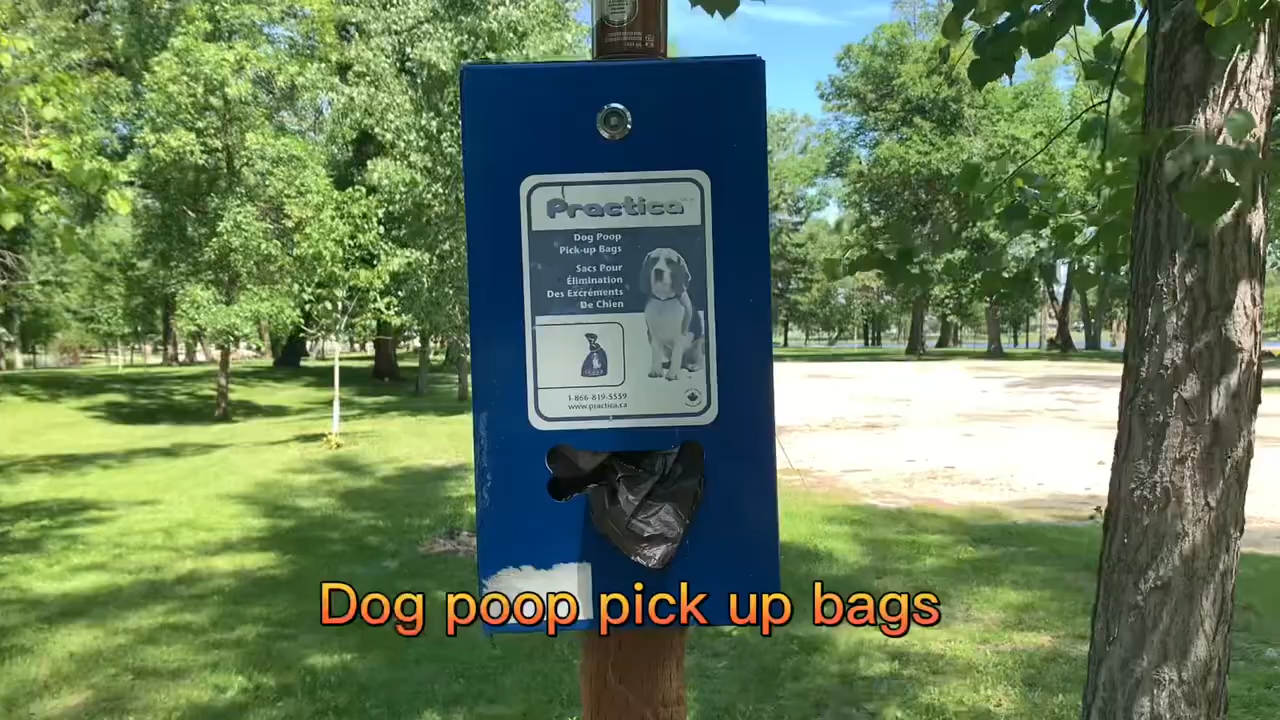 Practica
Dog Poop
Pick-up Bags
Sacs Pour
Élimination
Des Excréments
De Chien
1-866-819-5559
www.practica.ca
Dog poop pick up bags